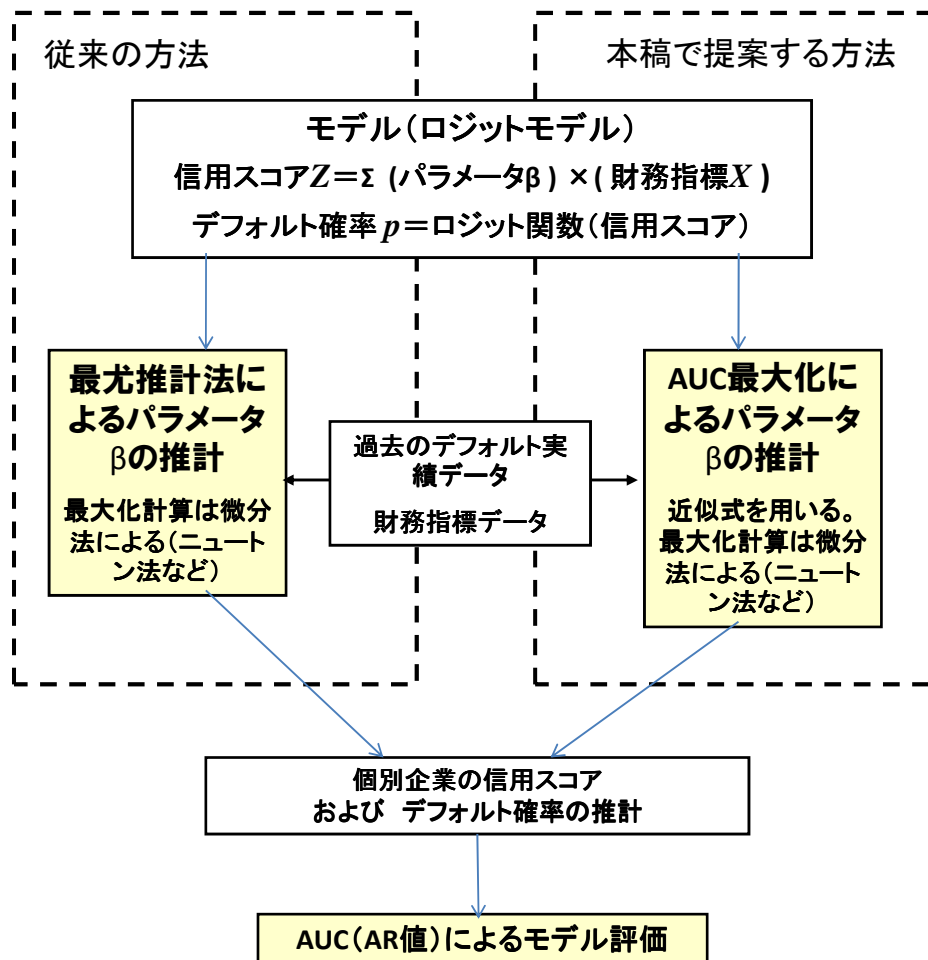 従来の方法
本稿で提案する方法
モデル(ロジットモデル)
信用スコアZ=Σ (パラメータβ) ×(財務指標X )
デフォルト確率 p=ロジット関数(信用スコア)
最尤推計法に
よるパラメータ
βの推計
最大化計算は微分
法による(ニュート
ン法など)
過去のデフォルト実
績データ
財務指標データ
AUC最大化に
よるパラメータ
βの推計
近似式を用いる。
最大化計算は微分
法による(ニュート
ン法など)
個別企業の信用スコア
および デフォルト確率の推計
AUC(AR値)によるモデル評価